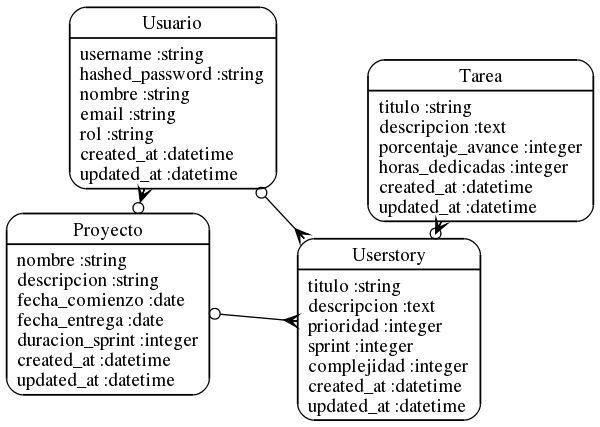 Usuario
username :string
hashed_password :string
nombre :string
email :string
rol :string
created_at :datetime
updated_at :datetime
Tarea
titulo :string
descripcion :text
porcentaje_avance :integer
horas_dedicadas :integer
created_at :datetime
updated_at :datetime
Proyecto
nombre :string
descripcion :string
fecha_comienzo :date
fecha_entrega :date
duracion_sprint :integer
created_at :datetime
updated_at :datetime
Userstory
titulo :string
descripcion :text
prioridad :integer
sprint :integer
complejidad :integer
created_at :datetime
updated_at :datetime